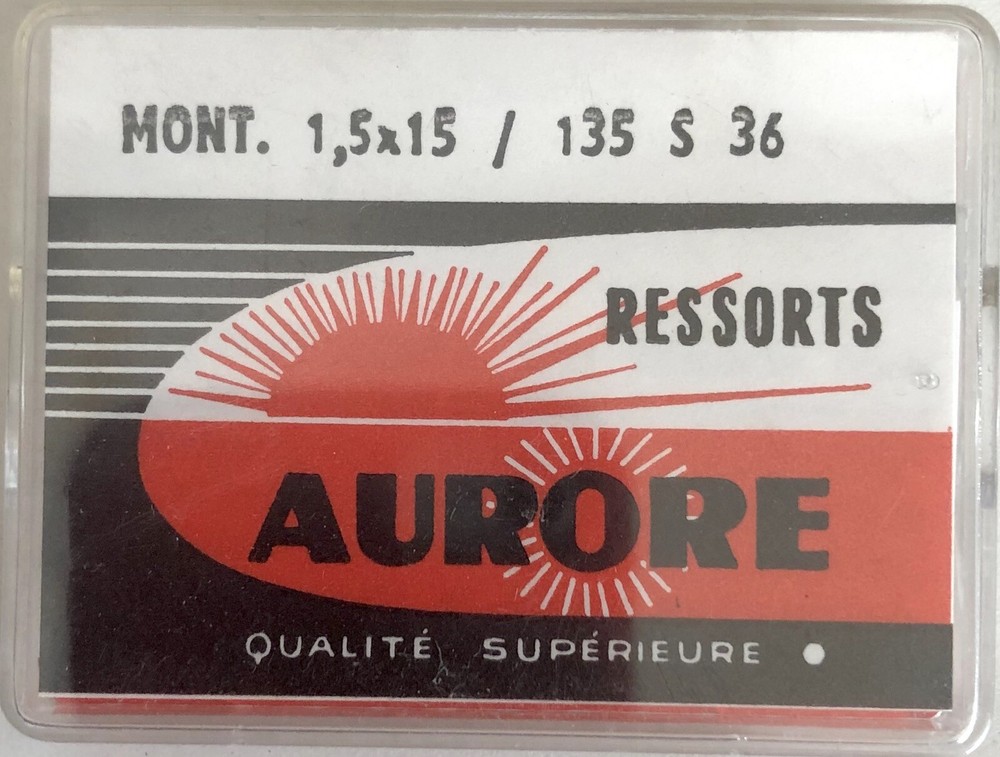 MONT. 1,5x15 / 135 S 36
RESSORTS
AURORE
QUALITÉ SUPÉRIEURE